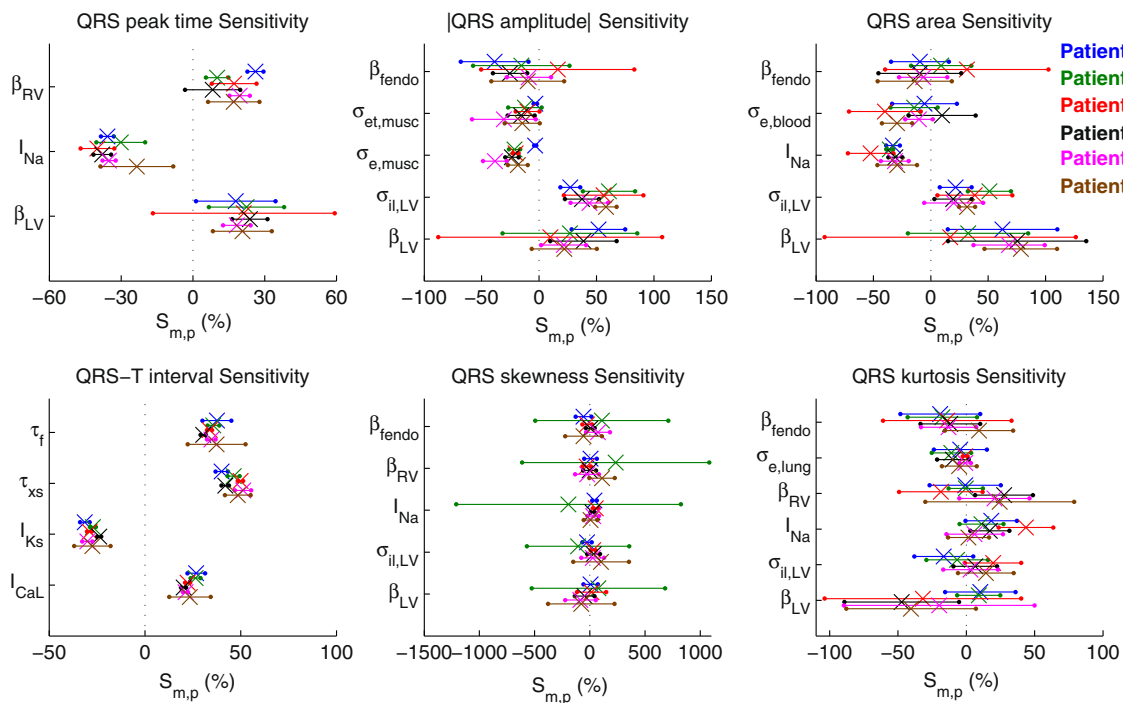 QRS peak time Sensitivity
β_RV
I_Na
β_LV
−60 −30 0 30 60
S_m,p (%)
|QRS amplitude| Sensitivity
β_fendo
σ_et,musc
σ_e,musc
σ_il,LV
β_LV
−100 −50 0 50 100 150
S_m,p (%)
QRS area Sensitivity
β_fendo
σ_e,blood
I_Na
σ_il,LV
β_LV
−100 −50 0 50 100 150
S_m,p (%)
Patient
Patient
Patient
Patient
Patient
Patient
QRS−T interval Sensitivity
τ_f
τ_xs
I_Ks
I_CaL
−50 0 50 100
S_m,p (%)
QRS skewness Sensitivity
β_fendo
β_RV
I_Na
σ_il,LV
β_LV
−1500 −1000 −500 0 500 1000
S_m,p (%)
QRS kurtosis Sensitivity
β_fendo
σ_e,lung
β_RV
I_Na
σ_il,LV
β_LV
−100 −50 0 50 100
S_m,p (%)